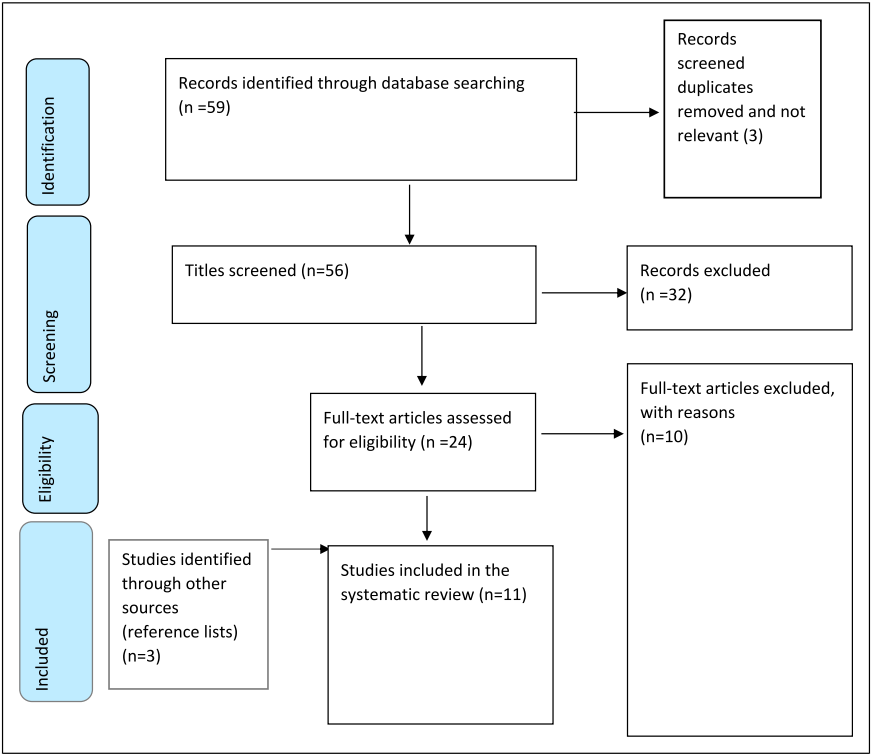 Identification
Records identified through database searching
(n =59)
Records
screened
duplicates
removed and not
relevant (3)
Screening
Titles screened (n=56)
Records excluded
(n =32)
Eligibility
Full-text articles assessed
for eligibility (n =24)
Full-text articles excluded,
with reasons
(n=10)
Included
Studies identified
through other
sources
(reference lists)
(n=3)
Studies included in the
systematic review (n=11)